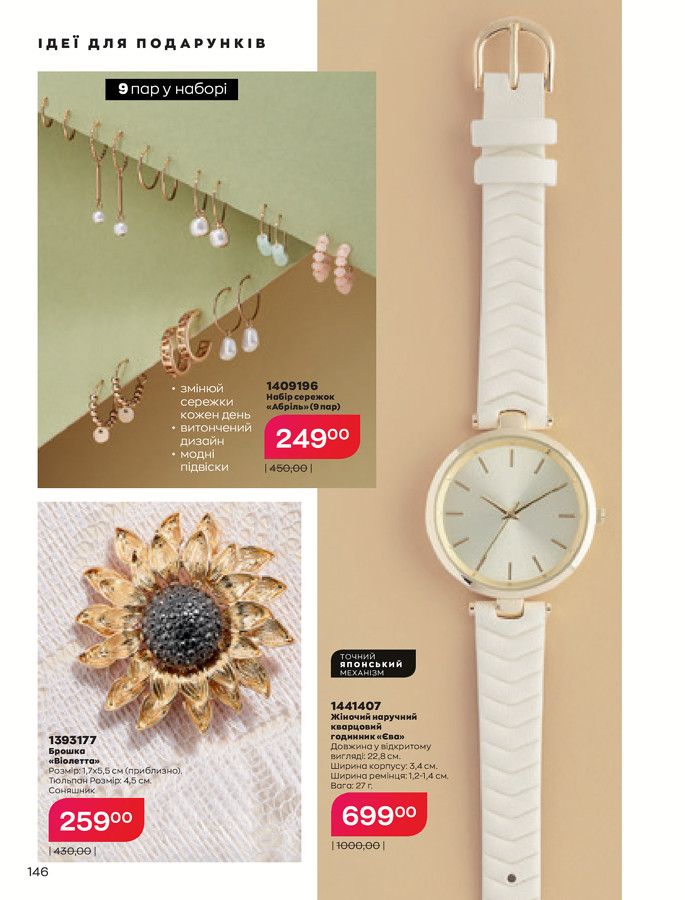 ІДЕЇ ДЛЯ ПОДАРУНКІВ
9 пар у наборі
• змінюй
сережки
кожен день
• витончений
дизайн
• модні
підвіски
1409196
Набір сережок
«Абріль» (9 пар)
249⁰⁰
| 450,00 |
ТОЧНИЙ
ЯПОНСЬКИЙ
МЕХАНІЗМ
1441407
Жіночий наручний
кварцовий
годинник «Єва»
Довжина у відкритому
вигляді: 22,8 см.
Ширина корпусу: 3,4 см.
Ширина ремінця: 1,2-1,4 см.
Вага: 27 г.
699⁰⁰
| 1000,00 |
1393177
Брошка
«Віолетта»
Розмір: 1,7х5,5 см (приблизно).
Тюльпан Розмір: 4,5 см.
Соняшник
259⁰⁰
| 430,00 |
146